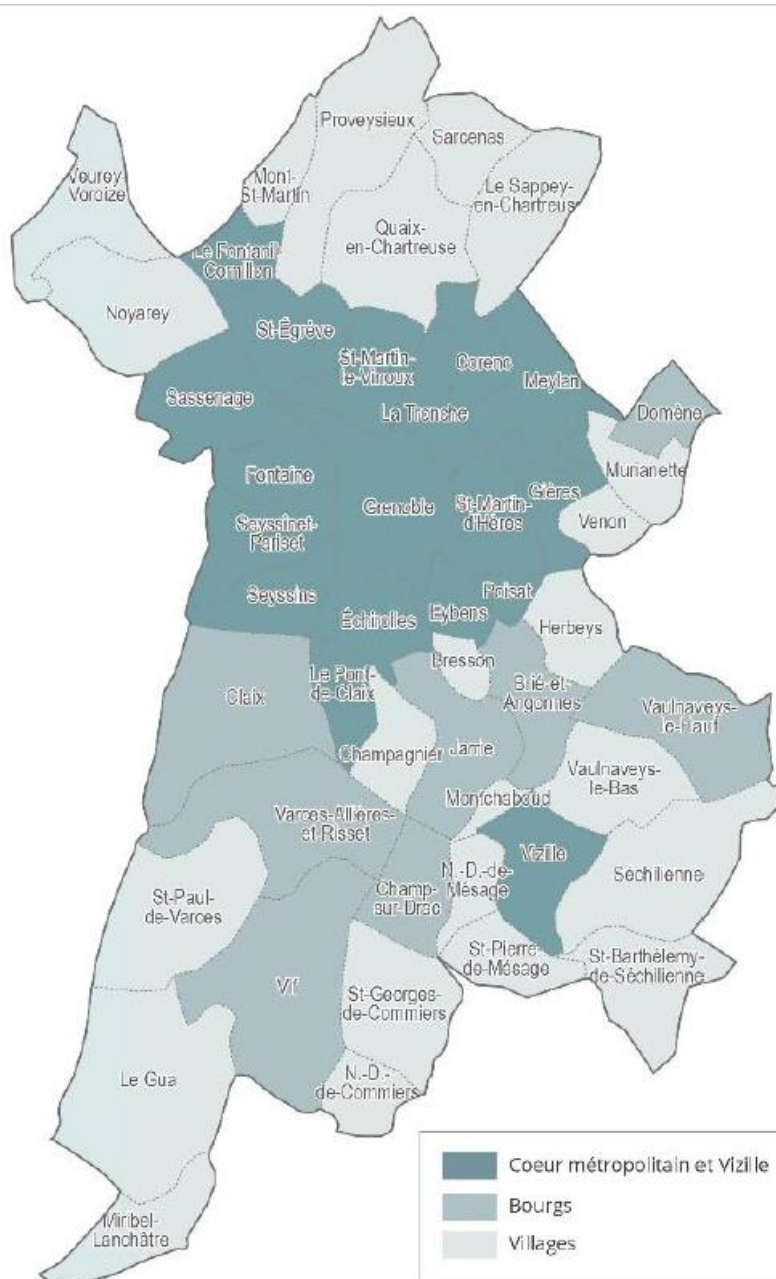 Proveysieux
Sarcenas
Veurey-
Voroize
Mont-
St-Martin
Le Sappey-
en-Chartreuse
Quaix-
en-Chartreuse
Le Fontanil-
Cornillon
Noyarey
St-Égrève
St-Martin-
le-Vinoux
Corenc
Meylan
Sassenage
La Tronche
Domène
Murianette
Fontaine
Gières
Grenoble
St-Martin-
d'Hères
Venon
Seyssinet-
Pariset
Seyssins
Poisat
Échirolles
Eybens
Herbeys
Bresson
Le Pont-
de-Claix
Claix
Brié-et-
Angonnes
Vaulnaveys-
le-Haut
Champagnier
Jarrie
Vaulnaveys-
le-Bas
Montchaboud
Varces-Allières-
et-Risset
Vizille
N.-D.-de-
Mésage
Séchilienne
St-Paul-
de-Varces
Champ-
sur-Drac
St-Pierre-
de-Mésage
St-Barthélemy-
de-Séchilienne
Vif
St-Georges-
de-Commiers
Le Gua
N.-D.-
de-Commiers
Miribel-
Lanchâtre
Coeur métropolitain et Vizille
Bourgs
Villages